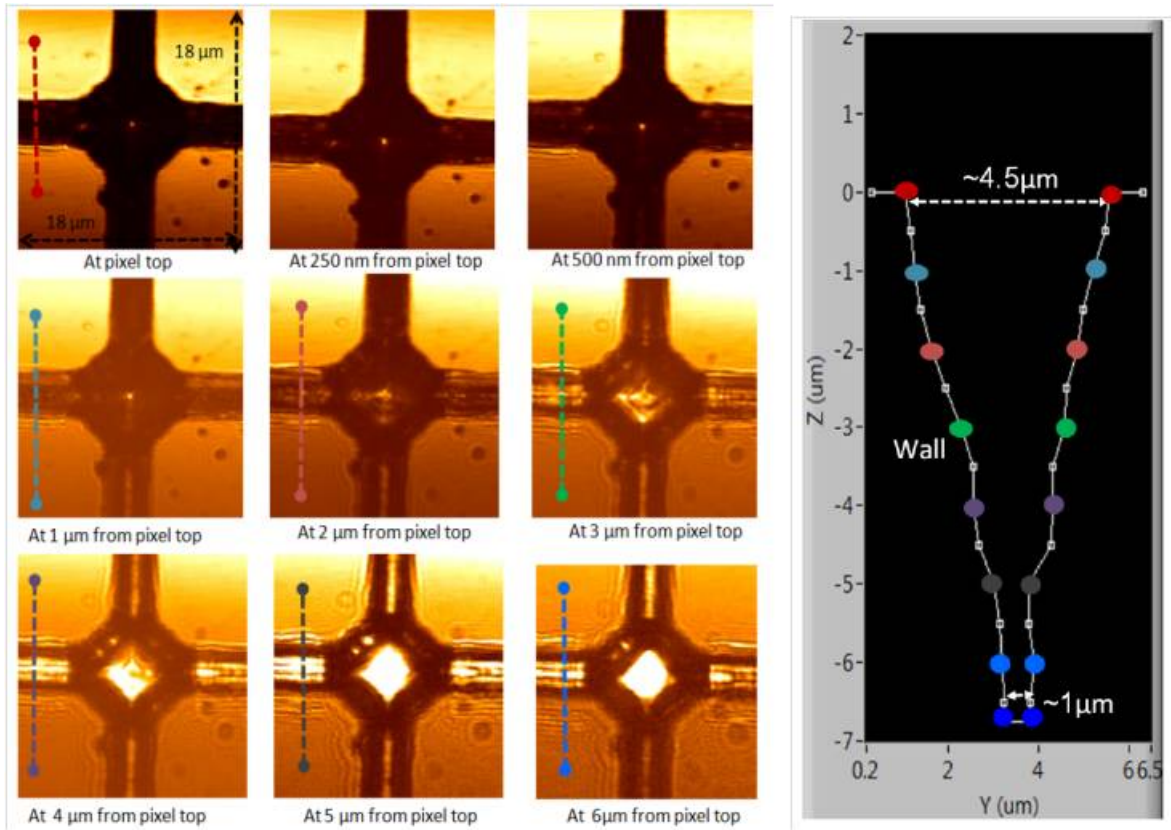 18 µm
18 µm
At pixel top
At 250 nm from pixel top
At 500 nm from pixel top
At 1 µm from pixel top
At 2 µm from pixel top
At 3 µm from pixel top
At 4 µm from pixel top
At 5 µm from pixel top
At 6µm from pixel top
2
1
0
-1
-2
-3
-4
-5
-6
-7
Z (um)
~4.5µm
Wall
~1µm
0.2 2 4 6 6.5
Y (um)